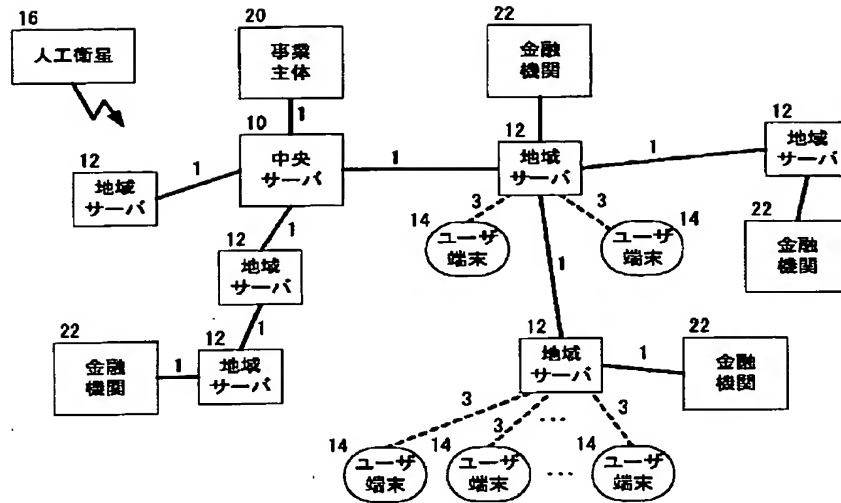 16
人工衛星
20
事業
主体
1
10
中央
サーバ
22
金融
機関
12
地域
サーバ
1
12
地域
サーバ
1
12
地域
サーバ
1
22
金融
機関
3
3
14
ユーザ
端末
14
ユーザ
端末
1
12
地域
サーバ
1
12
地域
サーバ
1
22
金融
機関
1
12
地域
サーバ
1
22
金融
機関
3
3
3
…
14
ユーザ
端末
14
ユーザ
端末
…
14
ユーザ
端末